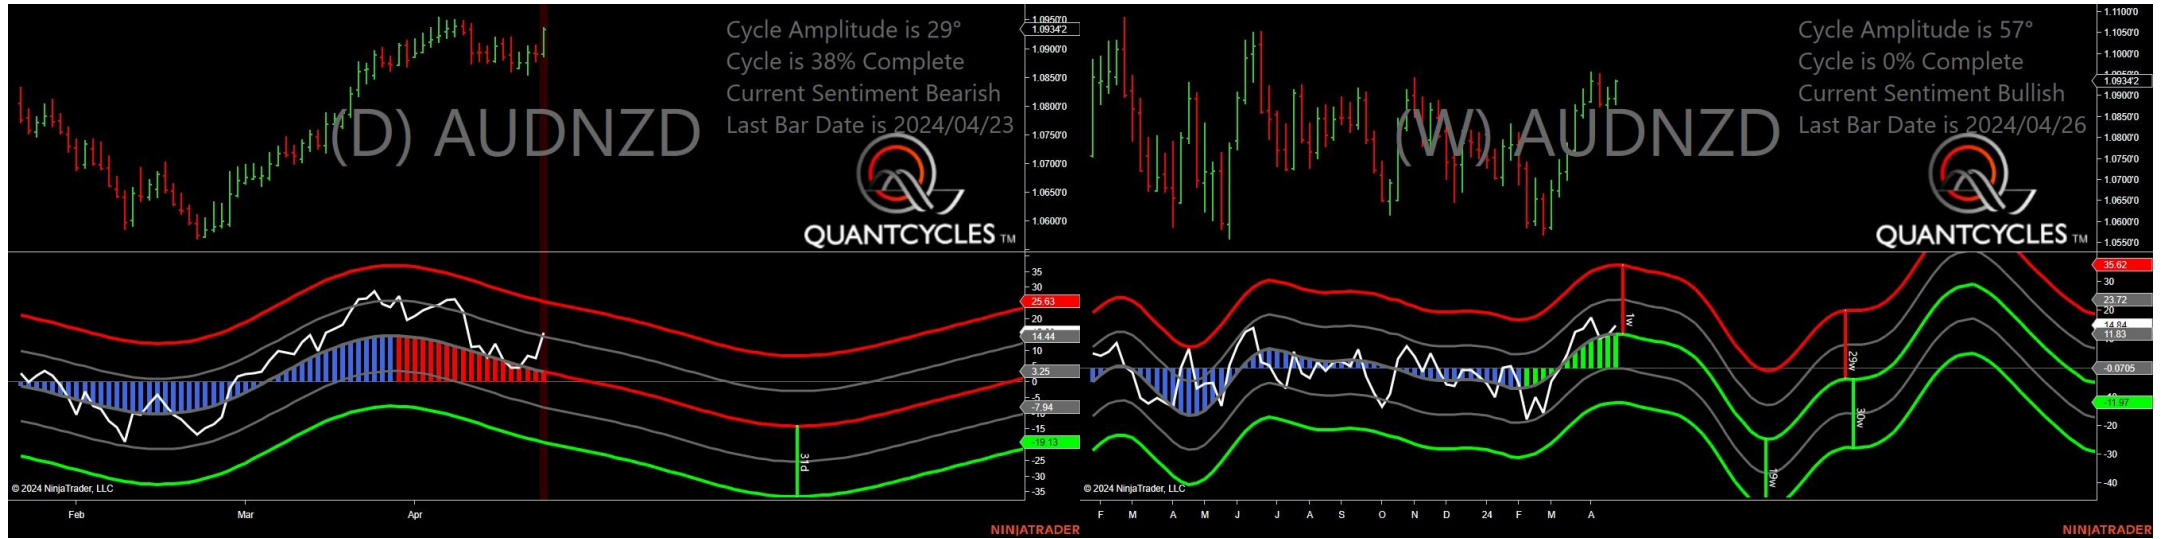 Cycle Amplitude is 29°
Cycle is 38% Complete
Current Sentiment Bearish
Last Bar Date is 2024/04/23
(D) AUDNZD
QUANTCYCLES TM
1.0950'0
1.0934'2
1.0900'0
1.0850'0
1.0800'0
1.0750'0
1.0700'0
1.0650'0
1.0600'0
35
30
25.63
20
14.44
10
5
3.25
0
-5
-7.94
-15
-19.13
-25
-30
-35
31d
© 2024 NinjaTrader, LLC
Feb Mar Apr
NINJATRADER
Cycle Amplitude is 57°
Cycle is 0% Complete
Current Sentiment Bullish
Last Bar Date is 2024/04/26
(W) AUDNZD
QUANTCYCLES TM
1.1100'0
1.1050'0
1.1000'0
1.0934'2
1.0900'0
1.0850'0
1.0800'0
1.0750'0
1.0700'0
1.0650'0
1.0600'0
1.0550'0
35.62
30
23.72
20
14.84
11.83
-0.0705
-11.97
-20
-30
-40
1w
29w
30w
19w
© 2024 NinjaTrader, LLC
F M A M J J A S O N D 24 F M A
NINJATRADER